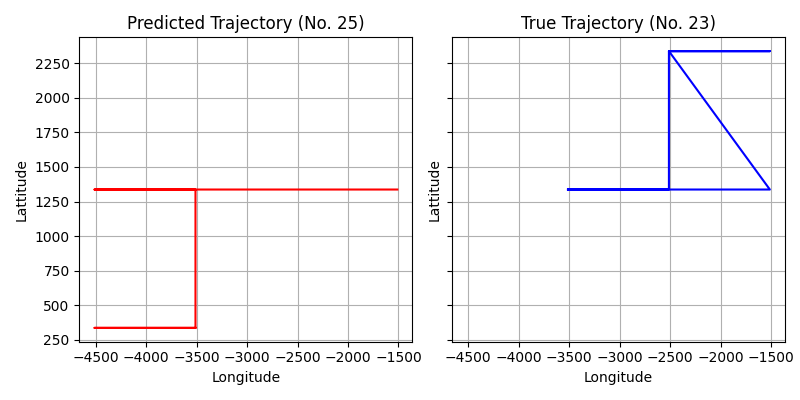 Predicted Trajectory (No. 25)
True Trajectory (No. 23)
Lattitude
2250
2000
1750
1500
1250
1000
750
500
250
−4500 −4000 −3500 −3000 −2500 −2000 −1500
Longitude
Lattitude
−4500 −4000 −3500 −3000 −2500 −2000 −1500
Longitude